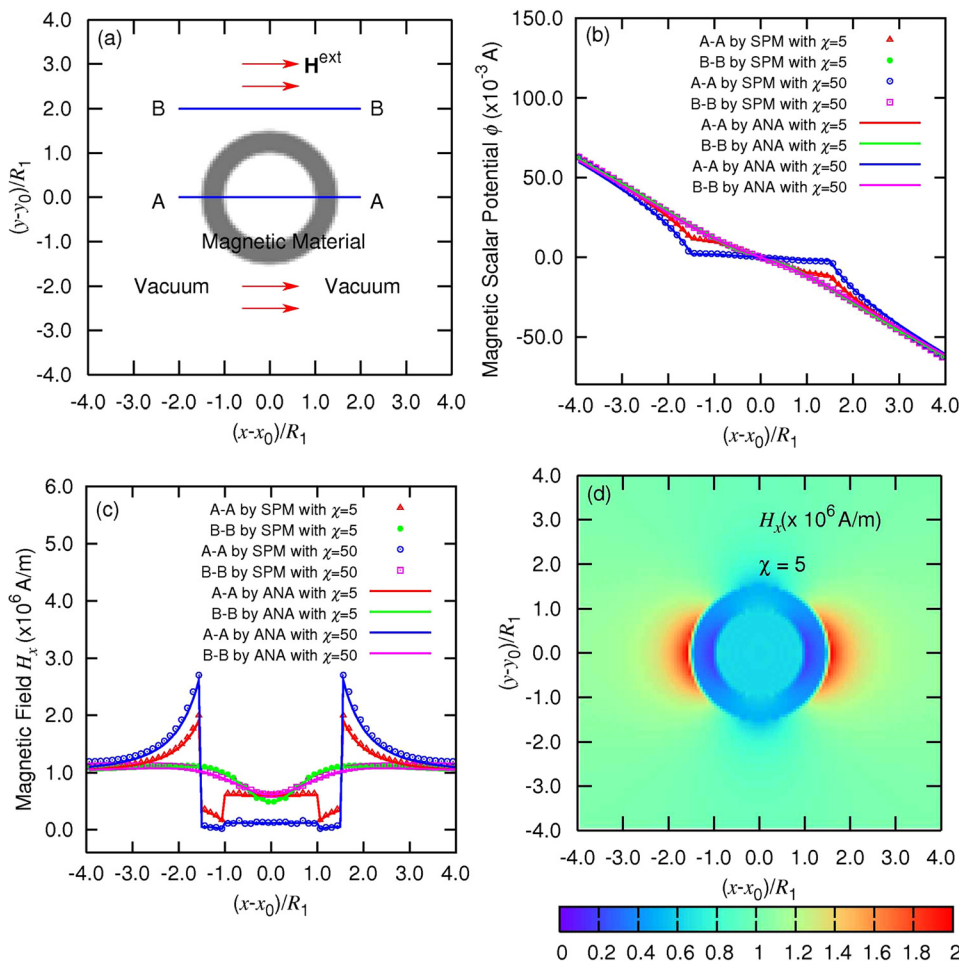 (a)
H^ext
B B
A A
Magnetic Material
Vacuum Vacuum
4.0
3.0
2.0
1.0
0.0
-1.0
-2.0
-3.0
-4.0
(y-y₀)/R₁
-4.0 -3.0 -2.0 -1.0 0.0 1.0 2.0 3.0 4.0
(x-x₀)/R₁
(b)
A-A by SPM with χ=5
B-B by SPM with χ=5
A-A by SPM with χ=50
B-B by SPM with χ=50
A-A by ANA with χ=5
B-B by ANA with χ=5
A-A by ANA with χ=50
B-B by ANA with χ=50
150.0
100.0
50.0
0.0
-50.0
Magnetic Scalar Potential ϕ (x10⁻³ A)
-4.0 -3.0 -2.0 -1.0 0.0 1.0 2.0 3.0 4.0
(x-x₀)/R₁
(c)
A-A by SPM with χ=5
B-B by SPM with χ=5
A-A by SPM with χ=50
B-B by SPM with χ=50
A-A by ANA with χ=5
B-B by ANA with χ=5
A-A by ANA with χ=50
B-B by ANA with χ=50
6.0
5.0
4.0
3.0
2.0
1.0
0.0
Magnetic Field Hₓ (x10⁶ A/m)
-4.0 -3.0 -2.0 -1.0 0.0 1.0 2.0 3.0 4.0
(x-x₀)/R₁
(d)
Hₓ(x 10⁶ A/m)
χ = 5
4.0
3.0
2.0
1.0
0.0
-1.0
-2.0
-3.0
-4.0
(y-y₀)/R₁
-4.0 -3.0 -2.0 -1.0 0.0 1.0 2.0 3.0 4.0
(x-x₀)/R₁
0 0.2 0.4 0.6 0.8 1 1.2 1.4 1.6 1.8 2